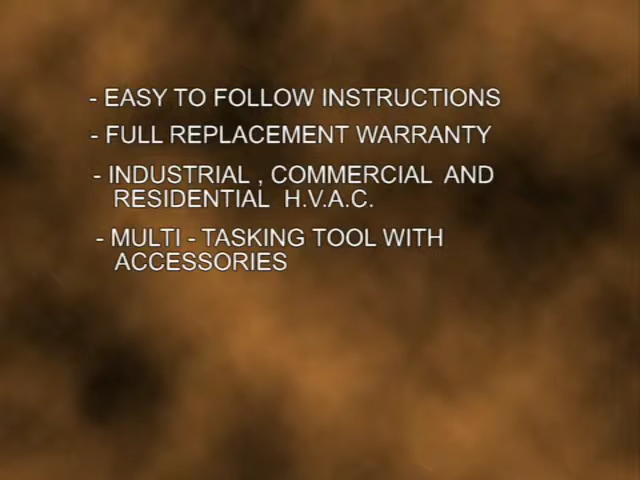 - EASY TO FOLLOW INSTRUCTIONS
- FULL REPLACEMENT WARRANTY
- INDUSTRIAL , COMMERCIAL AND
RESIDENTIAL H.V.A.C.
- MULTI - TASKING TOOL WITH
ACCESSORIES